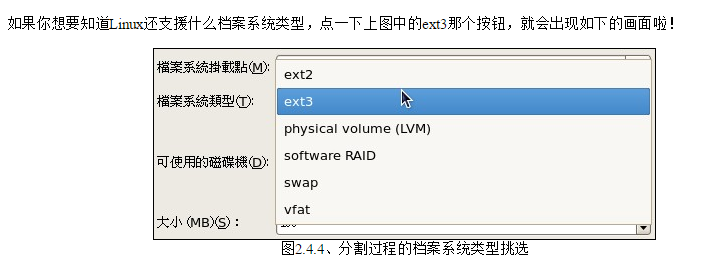 如果你想要知道Linux还支援什么档案系统类型，点一下上图中的ext3那个按钮，就会出现如下的画面啦！
檔案系統掛載點(M):
ext2
檔案系統類型(T):
ext3
physical volume (LVM)
可使用的磁碟機(D):
software RAID
swap
vfat
大小 (MB)(S)：
图2.4.4、分割过程的档案系统类型挑选